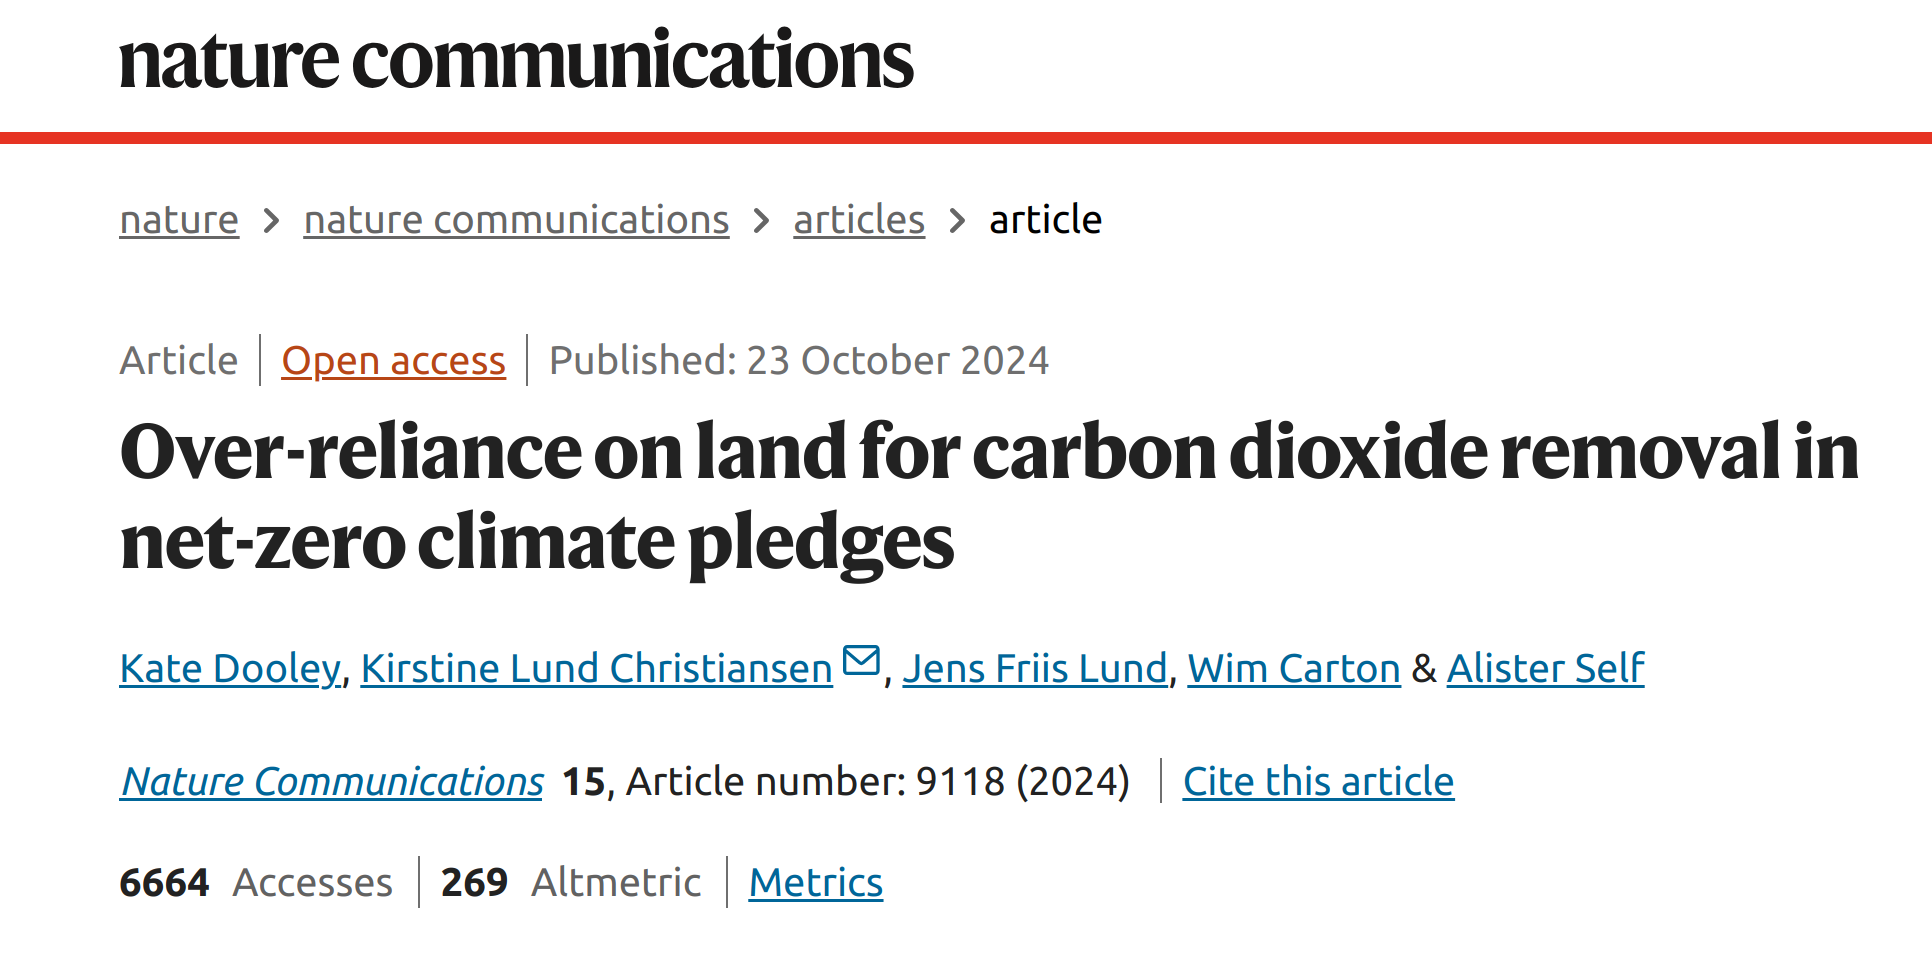 nature communications
nature > nature communications > articles > article
Article | Open access | Published: 23 October 2024
Over-reliance on land for carbon dioxide removal in
net-zero climate pledges
Kate Dooley, Kirstine Lund Christiansen, Jens Friis Lund, Wim Carton & Alister Self
Nature Communications 15, Article number: 9118 (2024) | Cite this article
6664 Accesses | 269 Altmetric | Metrics